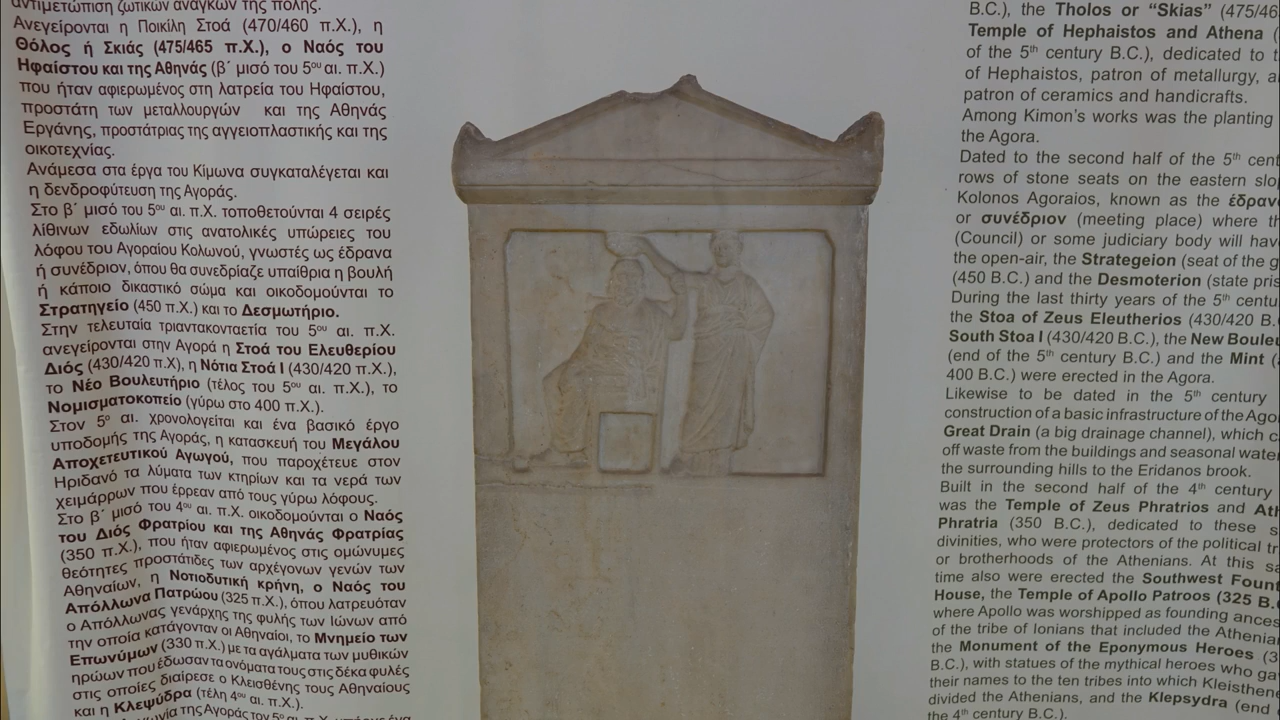 αντιμετώπιση ζωτικών αναγκών της πόλης.
Ανεγείρονται η Ποικίλη Στοά (470/460 π.Χ.), η
Θόλος ή Σκιάς (475/465 π.Χ.), ο Ναός του
Ηφαίστου και της Αθηνάς (β΄ μισό του 5ου αι. π.Χ.)
που ήταν αφιερωμένος στη λατρεία του Ηφαίστου,
προστάτη των μεταλλουργών και της Αθηνάς
Εργάνης, προστάτριας της αγγειοπλαστικής και της
οικοτεχνίας.
Ανάμεσα στα έργα του Κίμωνα συγκαταλέγεται και
η δενδροφύτευση της Αγοράς.
Στο β΄ μισό του 5ου αι. π.Χ. τοποθετούνται 4 σειρές
λίθινων εδωλίων στις ανατολικές υπώρειες του
λόφου του Αγοραίου Κολωνού, γνωστές ως έδρανα
ή συνέδριον, όπου θα συνεδρίαζε υπαίθρια η βουλή
ή κάποιο δικαστικό σώμα και οικοδομούνται το
Στρατηγείο (450 π.Χ.) και το Δεσμωτήριο.
Στην τελευταία τριαντακονταετία του 5ου αι. π.Χ.
ανεγείρονται στην Αγορά η Στοά του Ελευθερίου
Διός (430/420 π.Χ), η Νότια Στοά Ι (430/420 π.Χ.),
το Νέο Βουλευτήριο (τέλος του 5ου αι. π.Χ.), το
Νομισματοκοπείο (γύρω στο 400 π.Χ.).
Στον 5ο αι. χρονολογείται και ένα βασικό έργο
υποδομής της Αγοράς, η κατασκευή του Μεγάλου
Αποχετευτικού Αγωγού, που παροχέτευε στον
Ηριδανό τα λύματα των κτηρίων και τα νερά των
χειμάρρων που έρρεαν από τους γύρω λόφους.
Στο β΄ μισό του 4ου αι. π.Χ. οικοδομούνται ο Ναός
του Διός Φρατρίου και της Αθηνάς Φρατρίας
(350 π.Χ.), που ήταν αφιερωμένος στις ομώνυμες
θεότητες προστάτιδες των αρχέγονων γενών των
Αθηναίων, η Νοτιοδυτική κρήνη, ο Ναός του
Απόλλωνα Πατρώου (325 π.Χ.), όπου λατρευόταν
ο Απόλλωνας γενάρχης της φυλής των Ιώνων από
την οποία κατάγονταν οι Αθηναίοι, το Μνημείο των
Επωνύμων (330 π.Χ.) με τα αγάλματα των μυθικών
ηρώων που έδωσαν τα ονόματα τους στις δέκα φυλές
στις οποίες διαίρεσε ο Κλεισθένης τους Αθηναίους
και η Κλεψύδρα (τέλη 4ου αι. π.Χ.).
της Αγοράς τον 5ο αι. π.Χ.
B.C.), the Tholos or “Skias” (475/46
Temple of Hephaistos and Athena (
of the 5th century B.C.), dedicated to
of Hephaistos, patron of metallurgy,
patron of ceramics and handicrafts.
Among Kimon's works was the planting
the Agora.
Dated to the second half of the 5th cent
rows of stone seats on the eastern slo
Kolonos Agoraios, known as the έδραν
or συνέδριον (meeting place) where th
(Council) or some judiciary body will hav
the open-air, the Strategeion (seat of the g
(450 B.C.) and the Desmoterion (state pris
During the last thirty years of the 5th centu
the Stoa of Zeus Eleutherios (430/420 B.
South Stoa I (430/420 B.C.), the New Bouleu
(end of the 5th century B.C.) and the Mint (
400 B.C.) were erected in the Agora.
Likewise to be dated in the 5th century
construction of a basic infrastructure of the Ago
Great Drain (a big drainage channel), which c
off waste from the buildings and seasonal wate
the surrounding hills to the Eridanos brook.
Built in the second half of the 4th century
was the Temple of Zeus Phratrios and Ath
Phratria (350 B.C.), dedicated to these s
divinities, who were protectors of the political tr
or brotherhoods of the Athenians. At this sa
time also were erected the Southwest Foun
House, the Temple of Apollo Patroos (325 B.
where Apollo was worshipped as founding ances
of the tribe of Ionians that included the Athenia
the Monument of the Eponymous Heroes (3
B.C.), with statues of the mythical heroes who ga
their names to the ten tribes into which Kleisthen
divided the Athenians, and the Klepsydra (end
the 4th century B.C.).